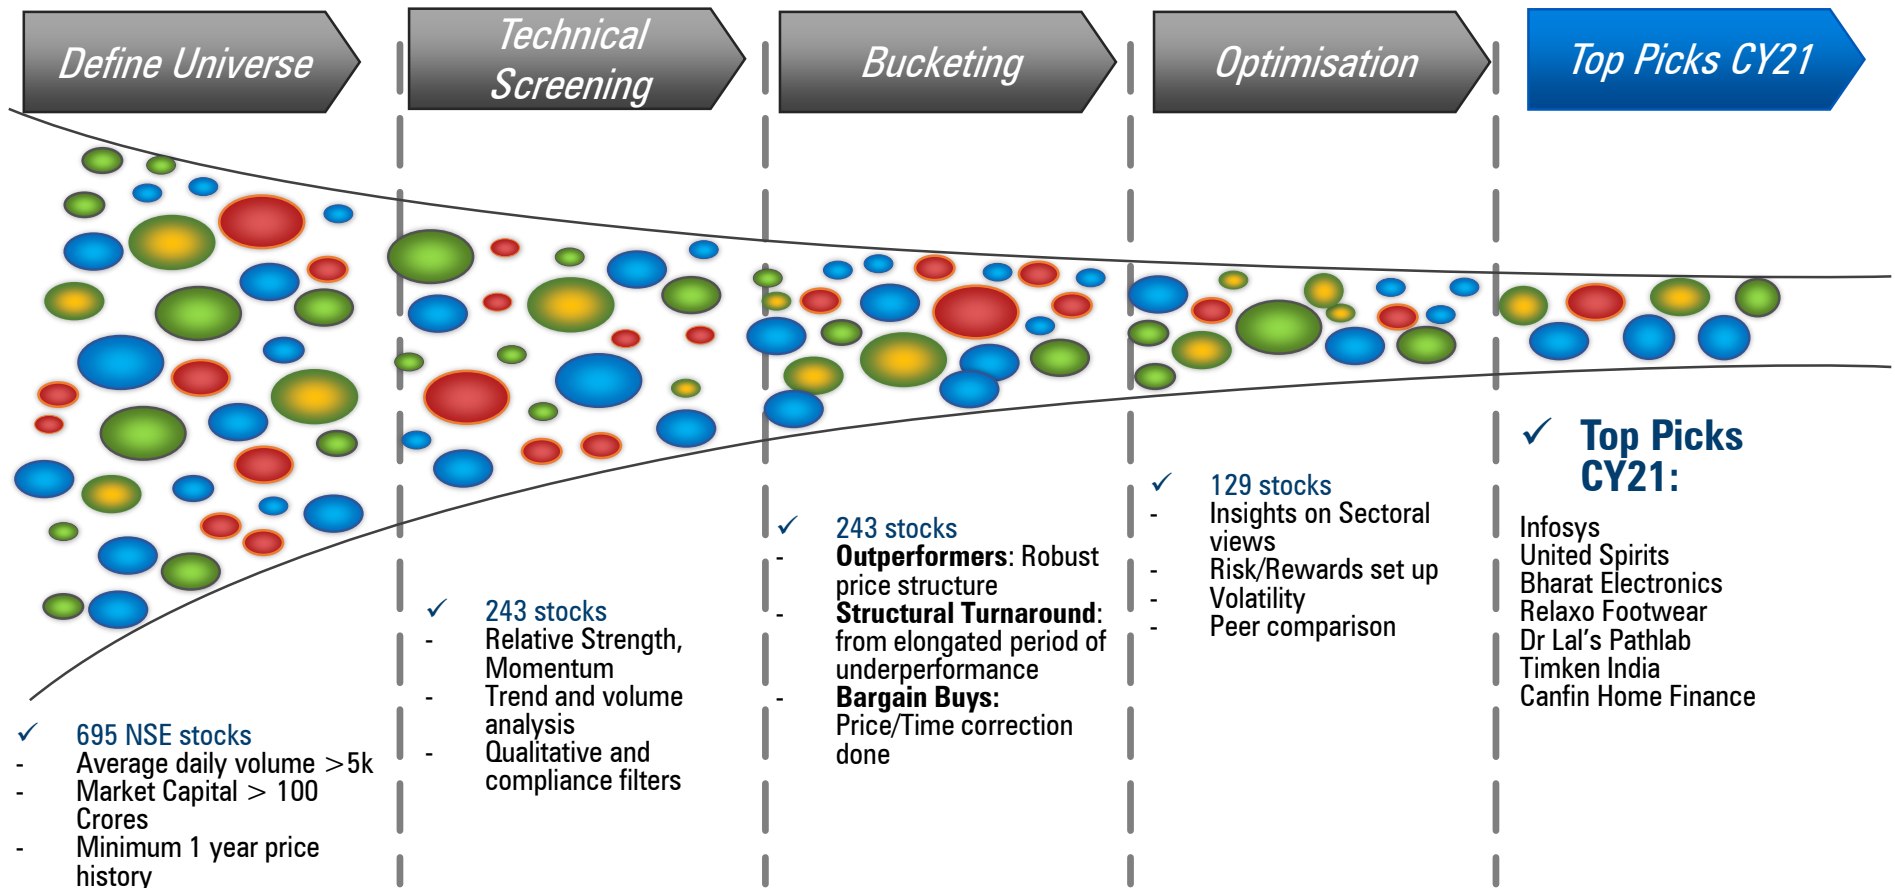 Define Universe
Technical
Screening
Bucketing
Optimisation
Top Picks CY21
✓ 695 NSE stocks
- Average daily volume >5k
- Market Capital > 100
Crores
- Minimum 1 year price
history
✓ 243 stocks
- Relative Strength,
Momentum
- Trend and volume
analysis
- Qualitative and
compliance filters
✓ 243 stocks
- Outperformers: Robust
price structure
- Structural Turnaround:
from elongated period of
underperformance
- Bargain Buys:
Price/Time correction
done
✓ 129 stocks
- Insights on Sectoral
views
- Risk/Rewards set up
- Volatility
- Peer comparison
✓ Top Picks
CY21:
Infosys
United Spirits
Bharat Electronics
Relaxo Footwear
Dr Lal’s Pathlab
Timken India
Canfin Home Finance